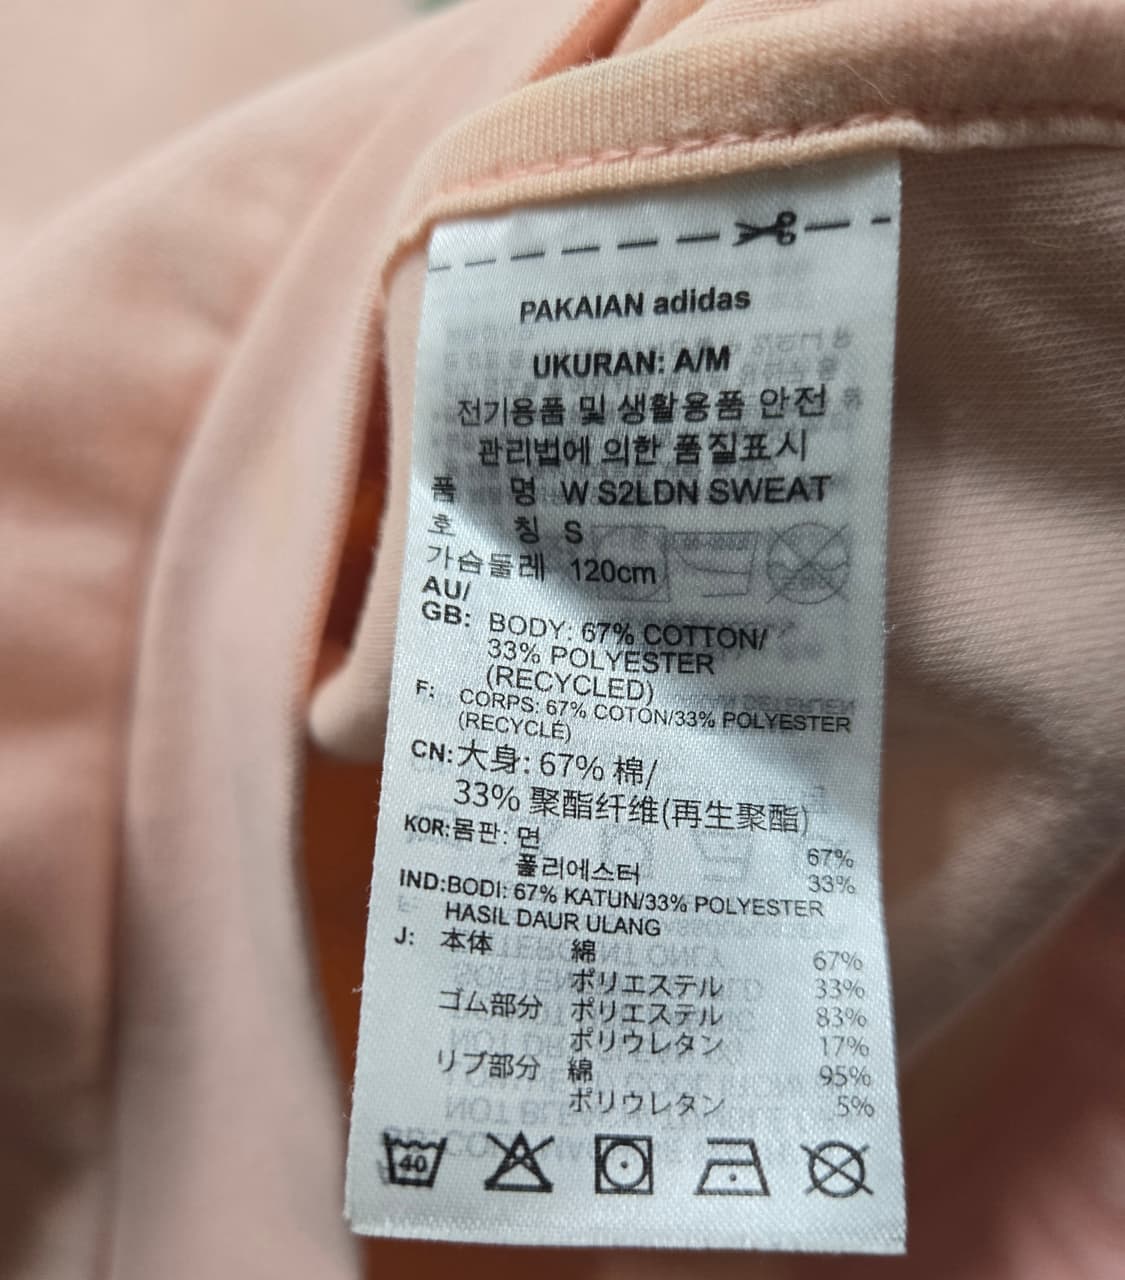 PAKAIAN adidas
UKURAN: A/M
전기용품 및 생활용품 안전
관리법에 의한 품질표시
품 명 W S2LDN SWEAT
호 칭 S
가슴둘레 120cm
AU/
GB: BODY: 67% COTTON/
33% POLYESTER
(RECYCLED)
F: CORPS: 67% COTON/33% POLYESTER
(RECYCLÉ)
CN: 大身: 67% 棉/
33% 聚酯纤维(再生聚酯)
KOR: 몸판: 면 67%
폴리에스터 33%
IND: BODI: 67% KATUN/33% POLYESTER
HASIL DAUR ULANG
J: 本体 綿 67%
ポリエステル 33%
ゴム部分 ポリエステル 83%
ポリウレタン 17%
リブ部分 綿 95%
ポリウレタン 5%
40